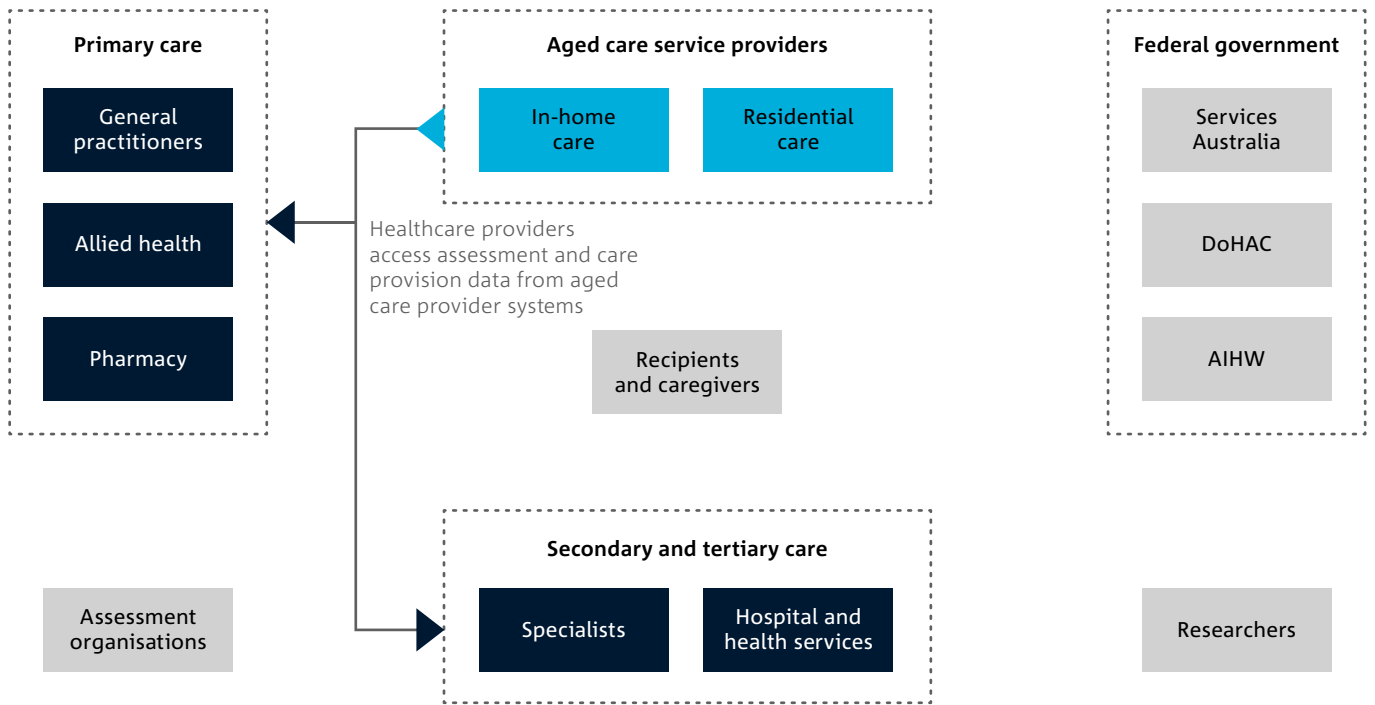 Primary care
General
practitioners
Allied health
Pharmacy
Aged care service providers
In-home
care
Residential
care
Healthcare providers
access assessment and care
provision data from aged
care provider systems
Recipients
and caregivers
Federal government
Services
Australia
DoHAC
AIHW
Assessment
organisations
Secondary and tertiary care
Specialists
Hospital and
health services
Researchers